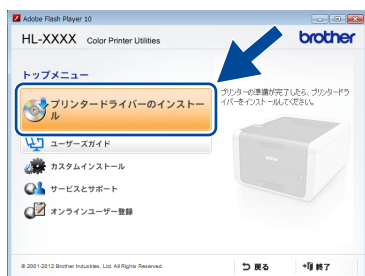 Adobe Flash Player 10
HL-XXXX Color Printer Utilities
brother
トップメニュー
プリンタードライバーのインストー
ル
プリンターの準備が完了したら、プリンタードラ
イバーをインストールしてください。
ユーザーズガイド
カスタムインストール
サービスとサポート
オンラインユーザー登録
© 2001-2012 Brother Industries, Ltd. All Rights Reserved.
戻る
終了